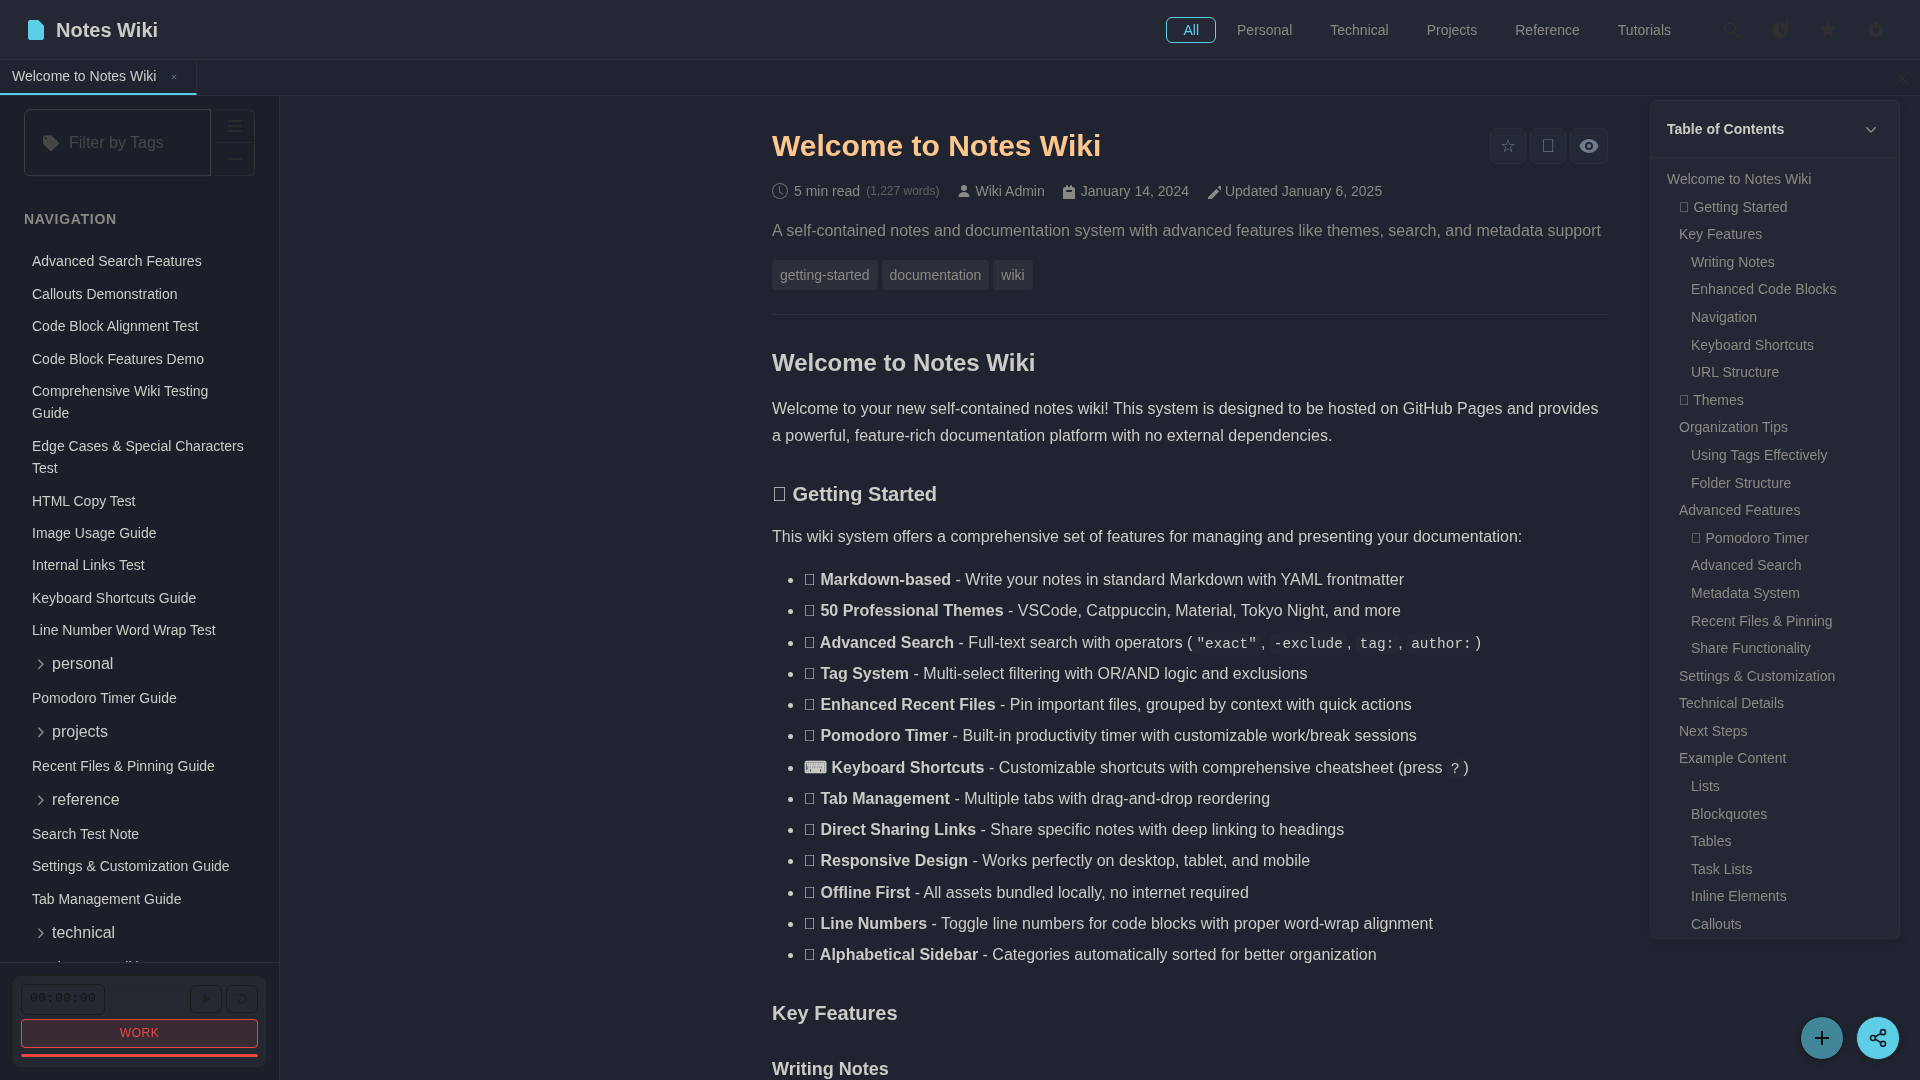 Notes Wiki
All
Personal
Technical
Projects
Reference
Tutorials
Welcome to Notes Wiki ×
Filter by Tags
NAVIGATION
Advanced Search Features
Callouts Demonstration
Code Block Alignment Test
Code Block Features Demo
Comprehensive Wiki Testing
Guide
Edge Cases & Special Characters
Test
HTML Copy Test
Image Usage Guide
Internal Links Test
Keyboard Shortcuts Guide
Line Number Word Wrap Test
personal
Pomodoro Timer Guide
projects
Recent Files & Pinning Guide
reference
Search Test Note
Settings & Customization Guide
Tab Management Guide
technical
00:00:00
WORK
Welcome to Notes Wiki
5 min read (1,227 words) Wiki Admin January 14, 2024 Updated January 6, 2025
A self-contained notes and documentation system with advanced features like themes, search, and metadata support
getting-started documentation wiki
Welcome to Notes Wiki
Welcome to your new self-contained notes wiki! This system is designed to be hosted on GitHub Pages and provides
a powerful, feature-rich documentation platform with no external dependencies.
Getting Started
This wiki system offers a comprehensive set of features for managing and presenting your documentation:
• Markdown-based - Write your notes in standard Markdown with YAML frontmatter
• 50 Professional Themes - VSCode, Catppuccin, Material, Tokyo Night, and more
• Advanced Search - Full-text search with operators ( "exact" , -exclude , tag: , author: )
• Tag System - Multi-select filtering with OR/AND logic and exclusions
• Enhanced Recent Files - Pin important files, grouped by context with quick actions
• Pomodoro Timer - Built-in productivity timer with customizable work/break sessions
• ⌨ Keyboard Shortcuts - Customizable shortcuts with comprehensive cheatsheet (press ? )
• Tab Management - Multiple tabs with drag-and-drop reordering
• Direct Sharing Links - Share specific notes with deep linking to headings
• Responsive Design - Works perfectly on desktop, tablet, and mobile
• Offline First - All assets bundled locally, no internet required
• Line Numbers - Toggle line numbers for code blocks with proper word-wrap alignment
• Alphabetical Sidebar - Categories automatically sorted for better organization
Key Features
Writing Notes
Table of Contents
Welcome to Notes Wiki
Getting Started
Key Features
Writing Notes
Enhanced Code Blocks
Navigation
Keyboard Shortcuts
URL Structure
Themes
Organization Tips
Using Tags Effectively
Folder Structure
Advanced Features
Pomodoro Timer
Advanced Search
Metadata System
Recent Files & Pinning
Share Functionality
Settings & Customization
Technical Details
Next Steps
Example Content
Lists
Blockquotes
Tables
Task Lists
Inline Elements
Callouts